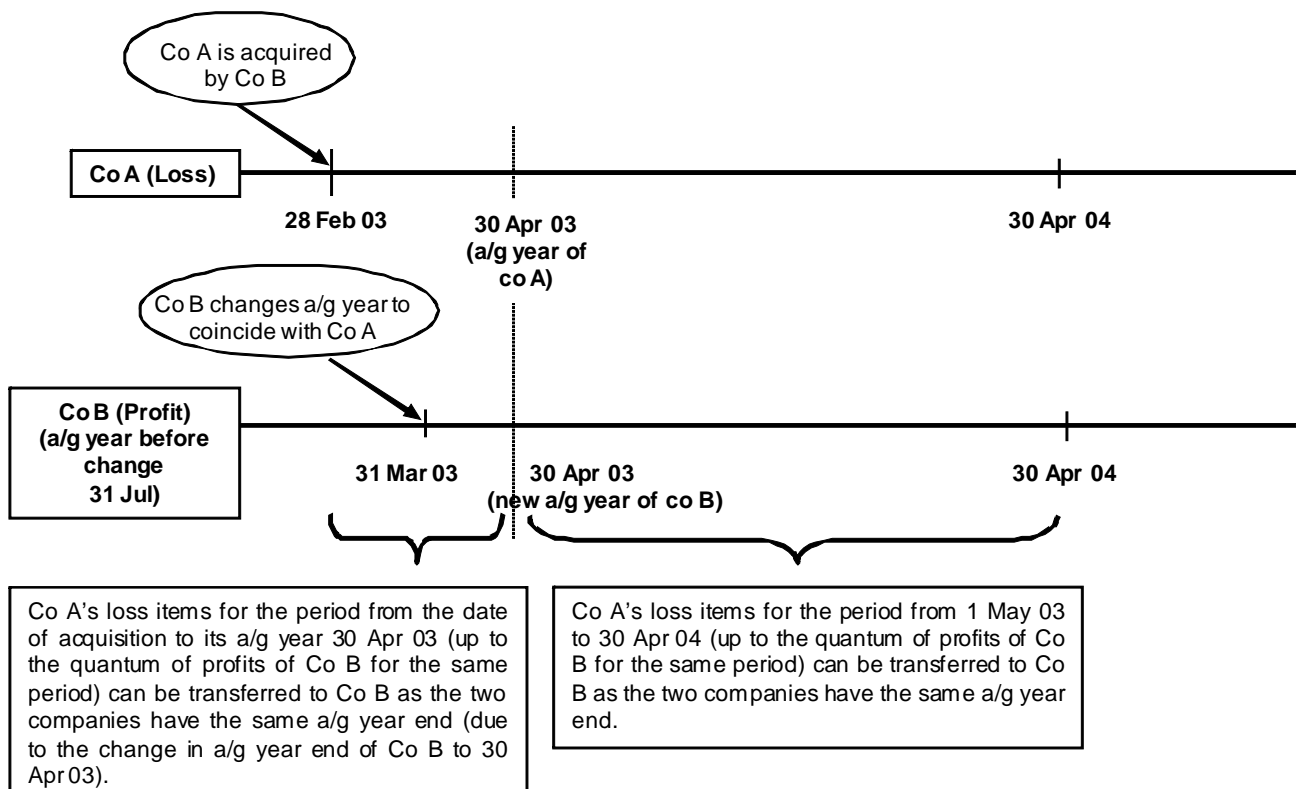 Co A is acquired
by Co B
Co A (Loss)
28 Feb 03
30 Apr 03
(a/g year of
co A)
30 Apr 04
Co B changes a/g year to
coincide with Co A
Co B (Profit)
(a/g year before
change
31 Jul)
31 Mar 03
30 Apr 03
(new a/g year of co B)
30 Apr 04
Co A's loss items for the period from the date
of acquisition to its a/g year 30 Apr 03 (up to
the quantum of profits of Co B for the same
period) can be transferred to Co B as the two
companies have the same a/g year end (due
to the change in a/g year end of Co B to 30
Apr 03).
Co A's loss items for the period from 1 May 03
to 30 Apr 04 (up to the quantum of profits of Co
B for the same period) can be transferred to Co
B as the two companies have the same a/g year
end.